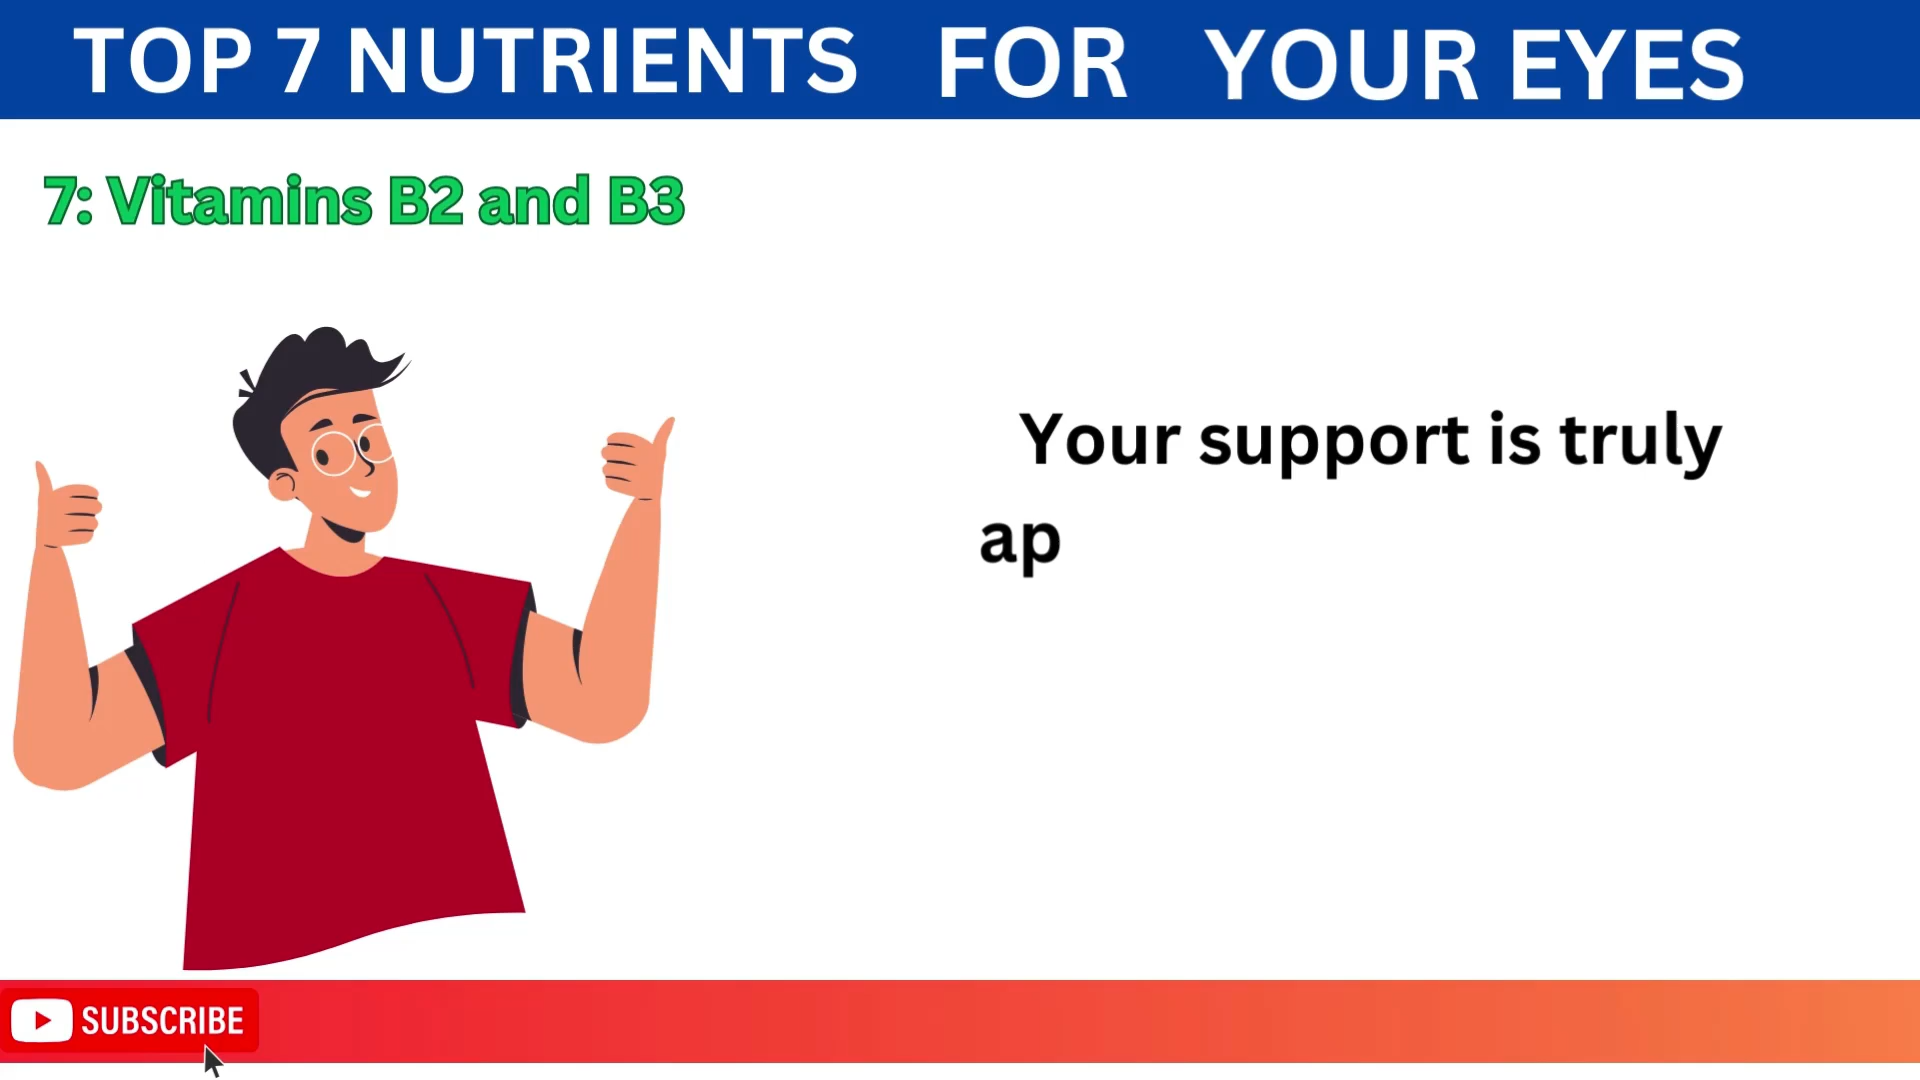 TOP 7 NUTRIENTS FOR YOUR EYES
7: Vitamins B2 and B3
Your support is truly
ap
SUBSCRIBE